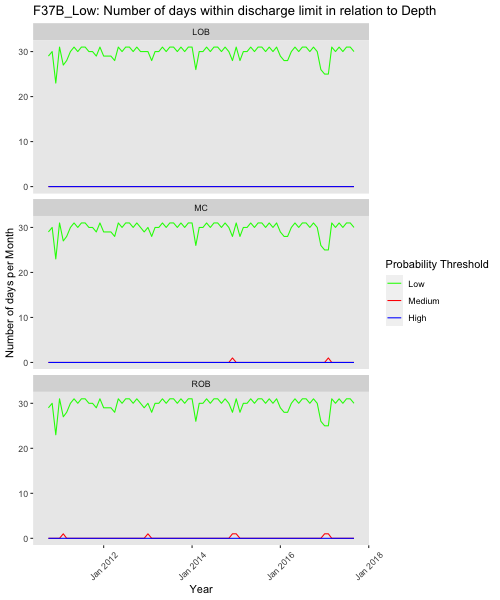 F37B_Low: Number of days within discharge limit in relation to Depth
LOB
30
20
10
0
MC
30
20
10
0
ROB
30
20
10
0
Number of days per Month
Jan 2012
Jan 2014
Jan 2016
Jan 2018
Year
Probability Threshold
Low
Medium
High